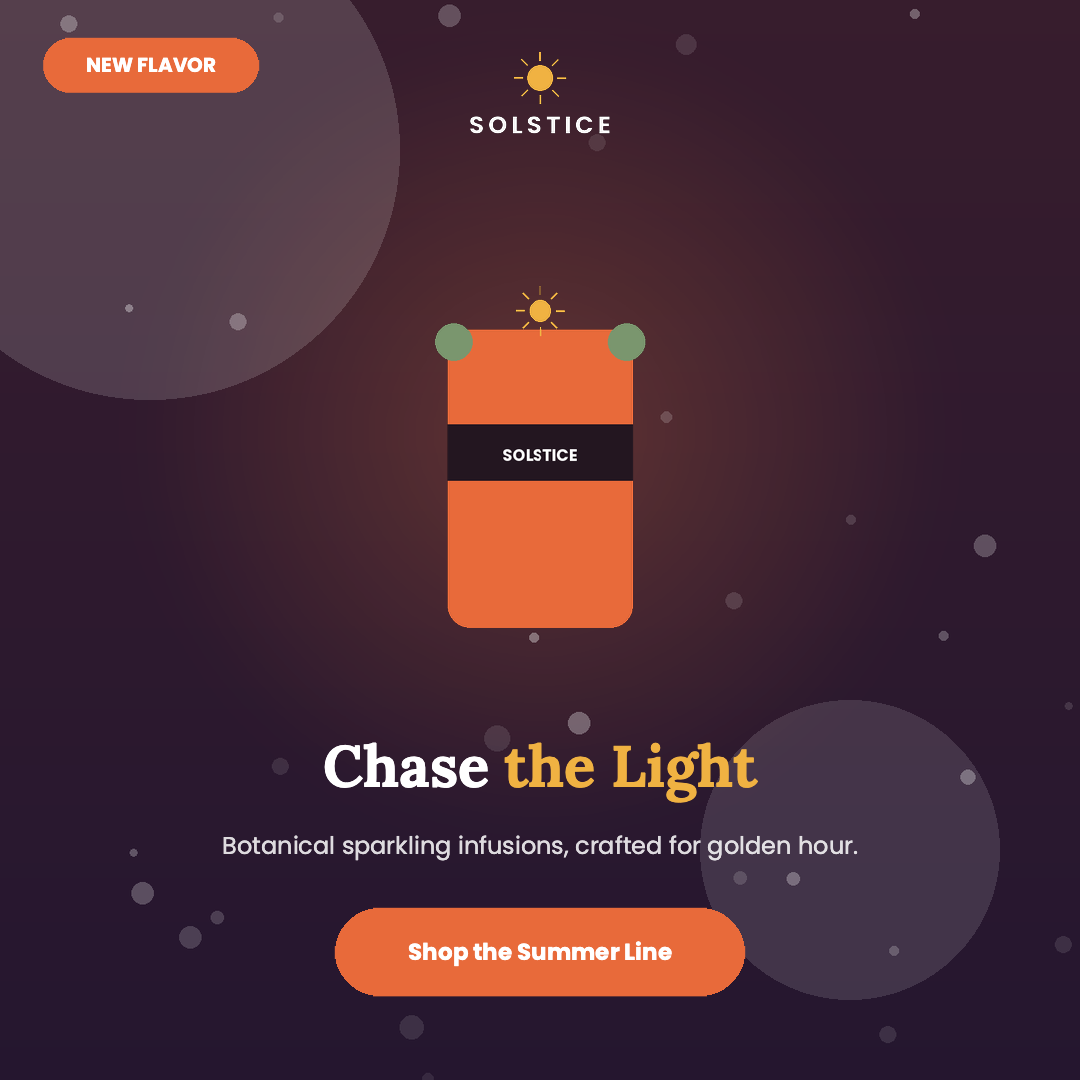 NEW FLAVOR
SOLSTICE
SOLSTICE
Chase the Light
Botanical sparkling infusions, crafted for golden hour.
Shop the Summer Line